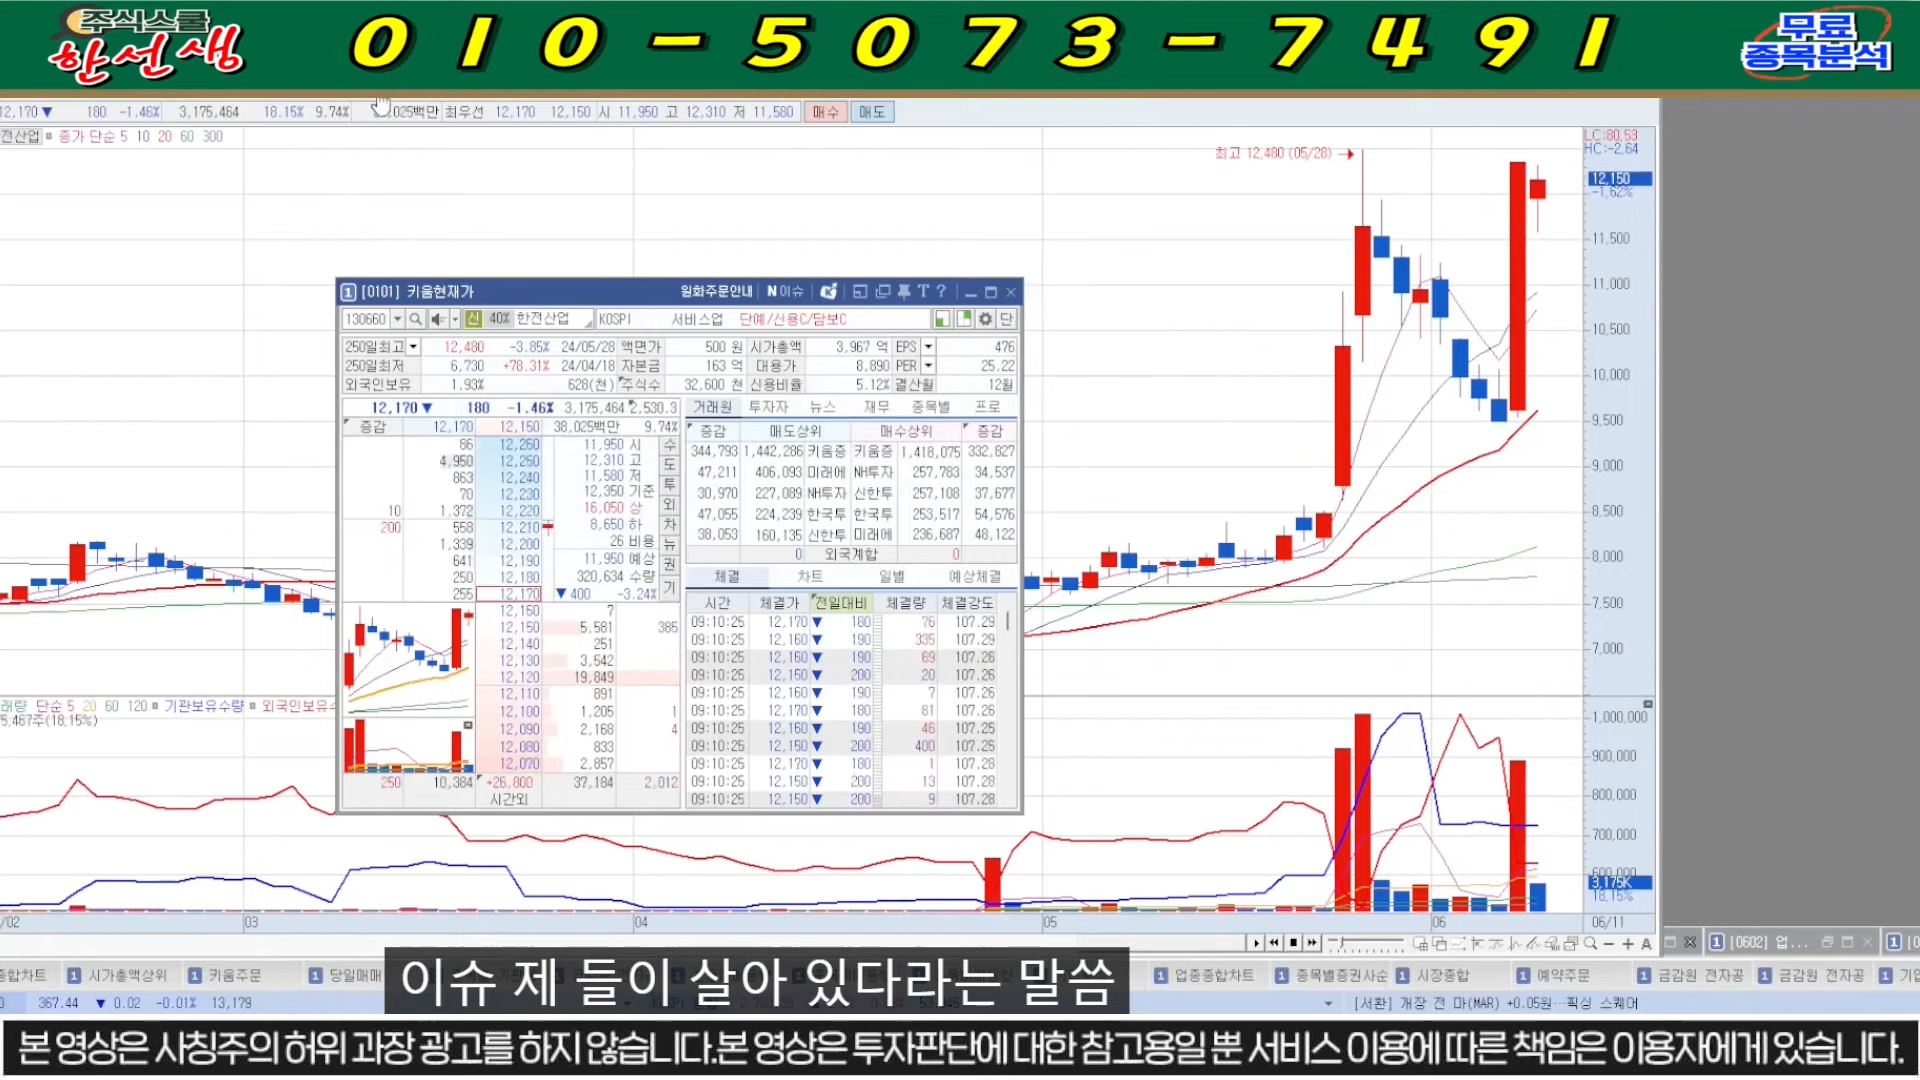 주식스쿨
한선생
010-5073-7491
무료
종목분석
12,170▼ 180 -1.46% 3,175,464 18.15% 9.74% ,025백만 최우선 12,170 12,150 시 11,950 고 12,310 저 11,580 매수 매도
전산업 종가 단순 5 10 20 60 300
LC:80.53
HC:-2.64
최고 12,480 (05/28)
12,150
-1.62%
11,500
11,000
10,500
10,000
9,500
9,000
8,500
8,000
7,500
7,000
1 [0101] 키움현재가 일화주문안내 N이슈 T ?
130660 신 40% 한전산업 KOSPI 서비스업 단예/신용C/담보C 단
250일최고 12,480 -3.85% 24/05/28 액면가 500 원 시가총액 3,967 억 EPS 476
250일최저 6,730 +78.31% 24/04/18 자본금 163 억 대용가 8,890 PER 25.22
외국인보유 1.93% 628(천) 주식수 32,600 천 신용비율 5.12% 결산월 12월
12,170▼ 180 -1.46% 3,175,464 2,530.3
증감 12,170 12,150 38,025백만 9.74%
86 12,260 11,950 시 수
4,950 12,250 12,310 고 도
863 12,240 11,580 저
70 12,230 12,350 기준 투
10 1,372 12,220 16,050 상 외
200 558 12,210 8,650 하 차
1,339 12,200 26 비용 뉴
641 12,190 11,950 예상 권
250 12,180 320,634 수량
255 12,170 ▼ 400 -3.24% 기
12,150 7
12,150 5,581 385
12,140 251
12,130 3,542
12,120 19,849
12,110 891
12,100 1,205 1
12,090 2,168 4
12,080 833
12,070 2,857
250 10,384 +26,800 37,184 2,012
시간외
거래원 투자자 뉴스 재무 종목별 프로
증감 매도상위 매수상위 증감
344,793 1,442,286 키움증 키움증 1,418,075 332,827
47,211 406,093 미래에 NH투자 257,783 34,537
30,970 227,089 NH투자 신한투 257,108 37,677
47,055 224,239 한국투 한국투 253,517 54,576
38,053 160,135 신한투 미래에 236,687 48,122
0 외국계합 0
체결 차트 일별 예상체결
시간 체결가 전일대비 체결량 체결강도
09:10:25 12,170 ▼ 180 76 107.29
09:10:25 12,160 ▼ 190 335 107.29
09:10:25 12,160 ▼ 190 69 107.26
09:10:25 12,150 ▼ 200 20 107.26
09:10:25 12,160 ▼ 190 7 107.26
09:10:25 12,170 ▼ 180 81 107.26
09:10:25 12,160 ▼ 190 46 107.25
09:10:25 12,150 ▼ 200 400 107.25
09:10:25 12,170 ▼ 180 1 107.28
09:10:25 12,150 ▼ 200 13 107.28
09:10:25 12,150 ▼ 200 9 107.28
래량 단순 5 20 60 120 기관보유수량 외국인보유수
5,467주(18.15%)
1,000,000
900,000
800,000
700,000
600,000
3,175K
18.15%
/02 03 04 05 06 06/11
A
1 [0602] 업... 1 [0
종합차트 1 시가총액상위 1 키움주문 1 당일매매 1 업종종합차트 1 종목별증권사순 1 시장종합 1 예약주문 1 금감원 전자공 1 금감원 전자공 1 기업
이슈 제 들이 살아 있다라는 말씀
0 367.44 ▼ 0.02 -0.01% 13,179 [서환] 개장 전 마(MAR) +0.05원…픽싱 스퀘어
본 영상은 사칭주의 허위 과장 광고를 하지 않습니다.본 영상은 투자판단에 대한 참고용일 뿐 서비스 이용에 따른 책임은 이용자에게 있습니다.